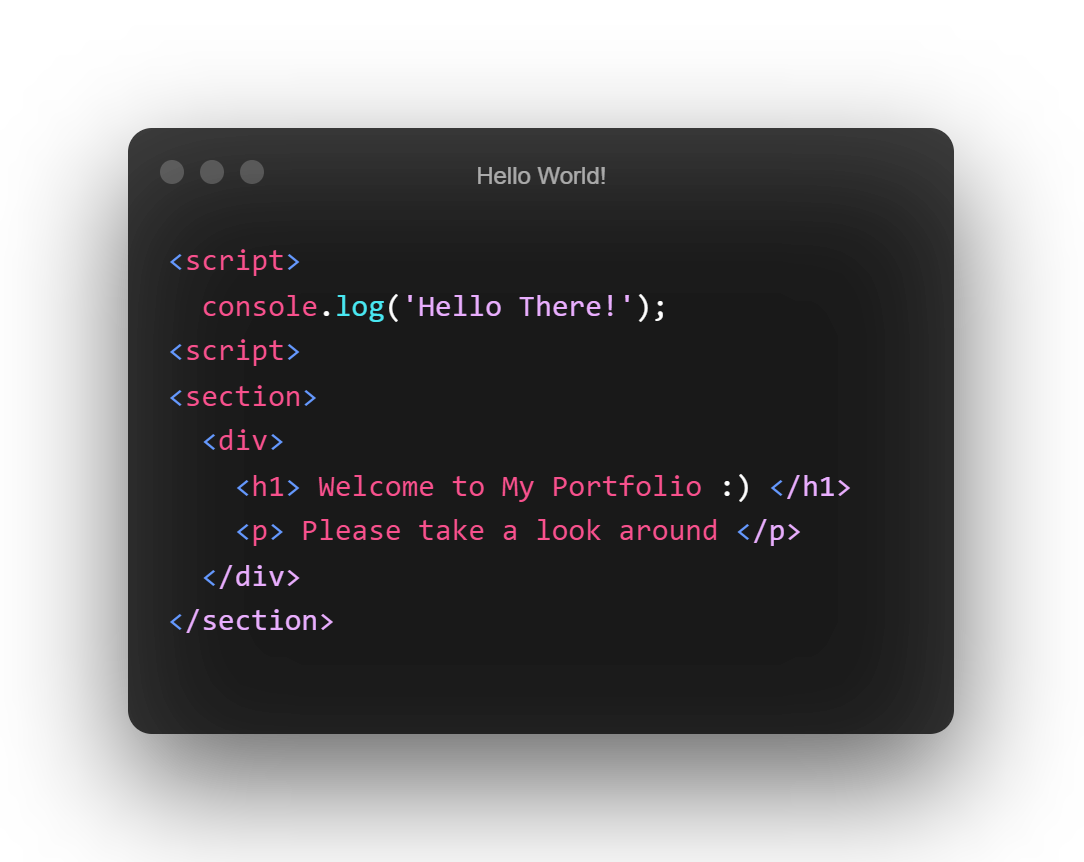 Hello World!
<script>
console.log('Hello There!');
<script>
<section>
<div>
<h1> Welcome to My Portfolio :) </h1>
<p> Please take a look around </p>
</div>
</section>